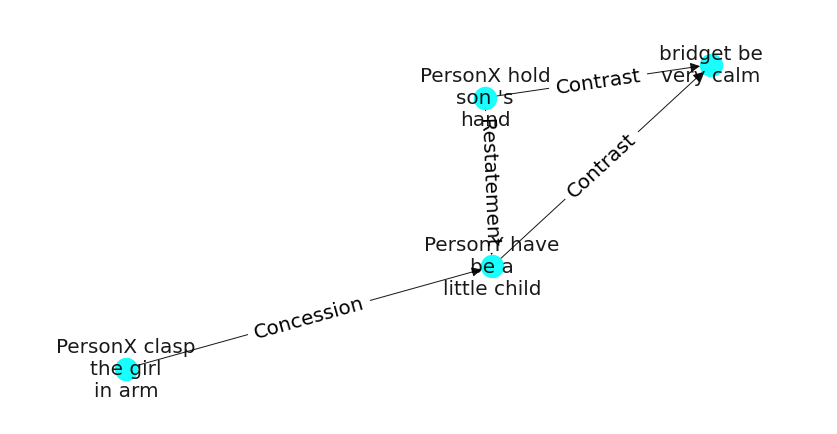 bridget be
very calm
PersonX hold
son 's
hand
Contrast
Restatement
Contrast
PersonY have
be a
little child
Concession
PersonX clasp
the girl
in arm